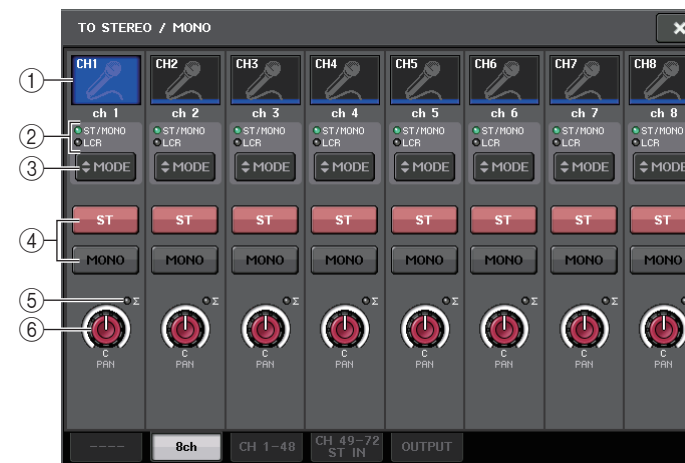 TO STEREO / MONO ×
CH1 CH2 CH3 CH4 CH5 CH6 CH7 CH8
① ch 1 ch 2 ch 3 ch 4 ch 5 ch 6 ch 7 ch 8
② ST/MONO ST/MONO ST/MONO ST/MONO ST/MONO ST/MONO ST/MONO ST/MONO
LCR LCR LCR LCR LCR LCR LCR LCR
③ MODE MODE MODE MODE MODE MODE MODE MODE
④ ST ST ST ST ST ST ST ST
MONO MONO MONO MONO MONO MONO MONO MONO
⑤ Σ Σ Σ Σ Σ Σ Σ
⑥ C C C C C C C C
PAN PAN PAN PAN PAN PAN PAN PAN
---- 8ch CH 1-48 CH 49-72 OUTPUT
ST IN